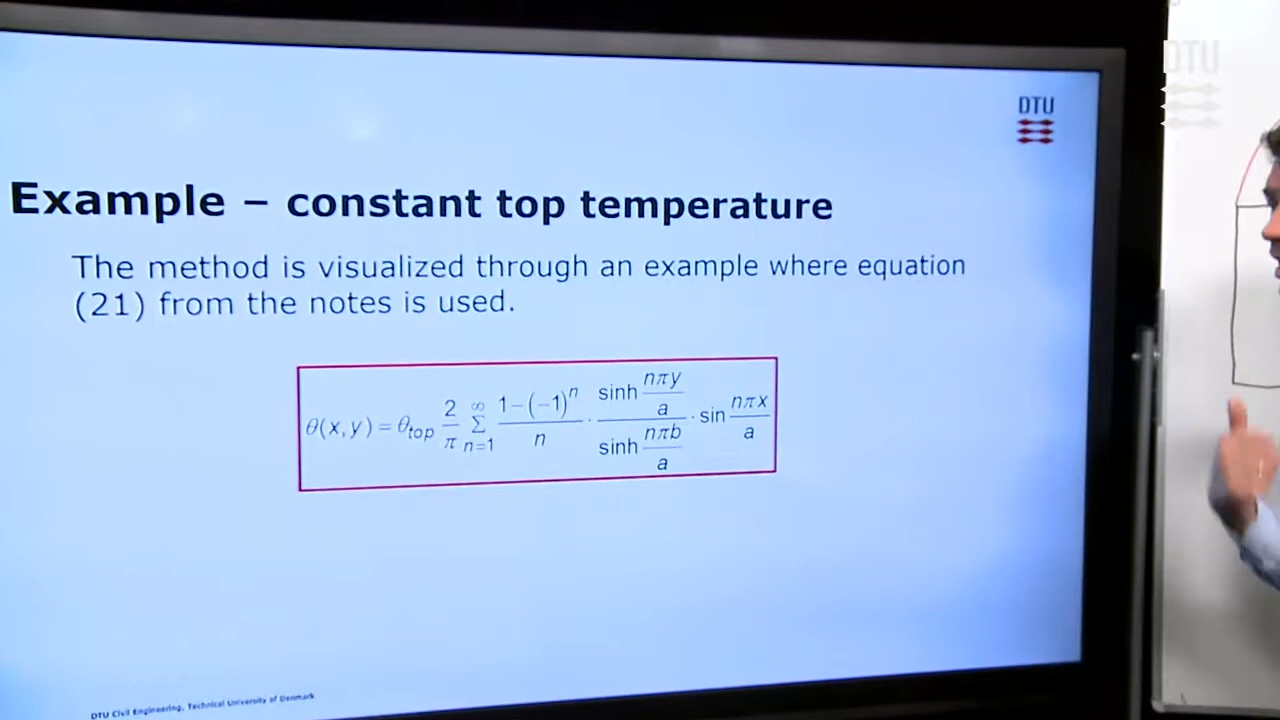 DTU
DTU
Example – constant top temperature
The method is visualized through an example where equation
(21) from the notes is used.
θ(x,y) = θ_top 2/π Σ_{n=1}^{∞} (1-(-1)^n)/n · (sinh nπy/a)/(sinh nπb/a) · sin nπx/a
DTU Civil Engineering, Technical University of Denmark